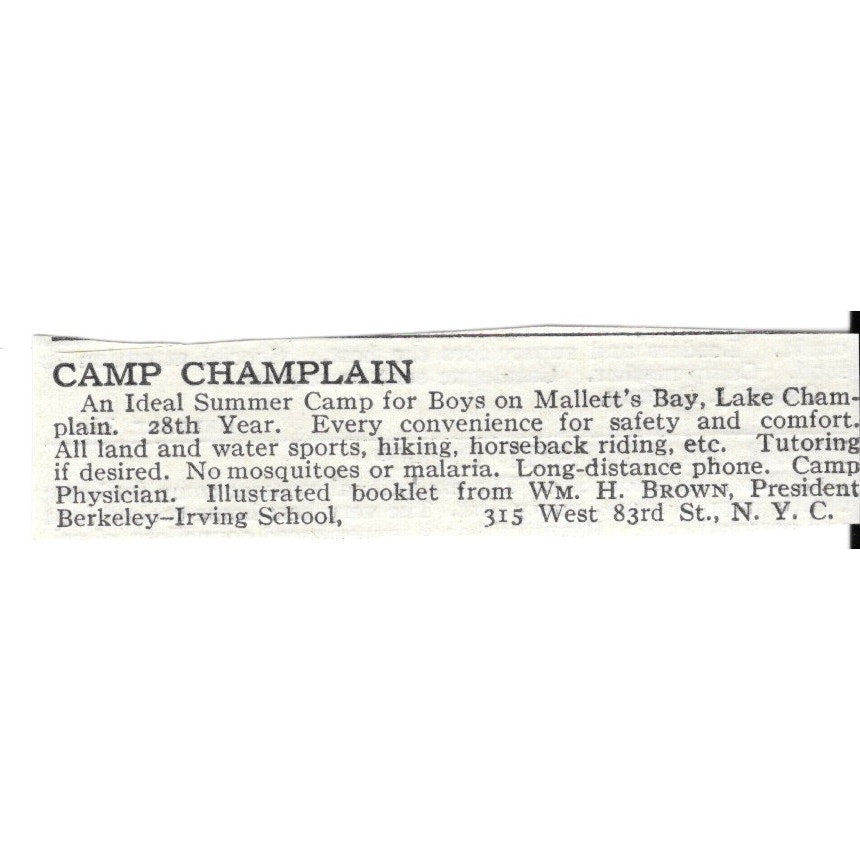 CAMP CHAMPLAIN
An Ideal Summer Camp for Boys on Mallett's Bay, Lake Cham-
plain. 28th Year. Every convenience for safety and comfort.
All land and water sports, hiking, horseback riding, etc. Tutoring
if desired. No mosquitoes or malaria. Long-distance phone. Camp
Physician. Illustrated booklet from WM. H. BROWN, President
Berkeley–Irving School, 315 West 83rd St., N. Y. C.